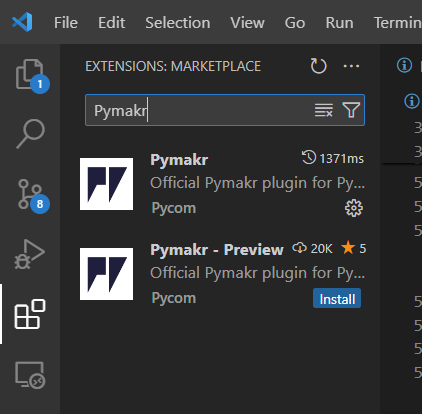 File Edit Selection View Go Run Termin
EXTENSIONS: MARKETPLACE
Pymakr
1
Pymakr 1371ms
Official Pymakr plugin for Py...
Pycom
8
Pymakr - Preview 20K 5
Official Pymakr plugin for Py...
Pycom Install
3
3
5
5
5
5
5
5